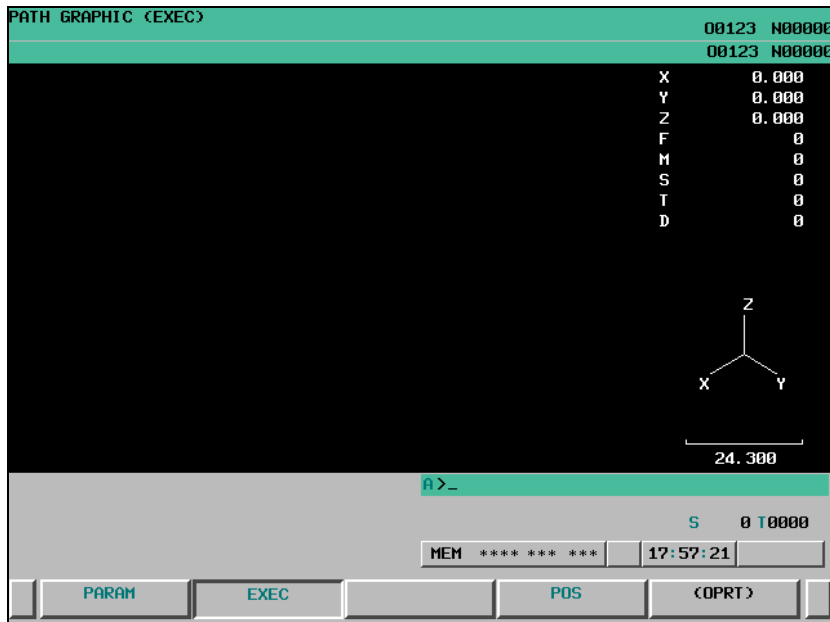 PATH GRAPHIC (EXEC)
O0123 N00000
O0123 N00000
X 0.000
Y 0.000
Z 0.000
F 0
M 0
S 0
T 0
D 0
Z
X Y
24.300
A>_
S 0 T0000
MEM **** *** *** 17:57:21
PARAM EXEC POS (OPRT)